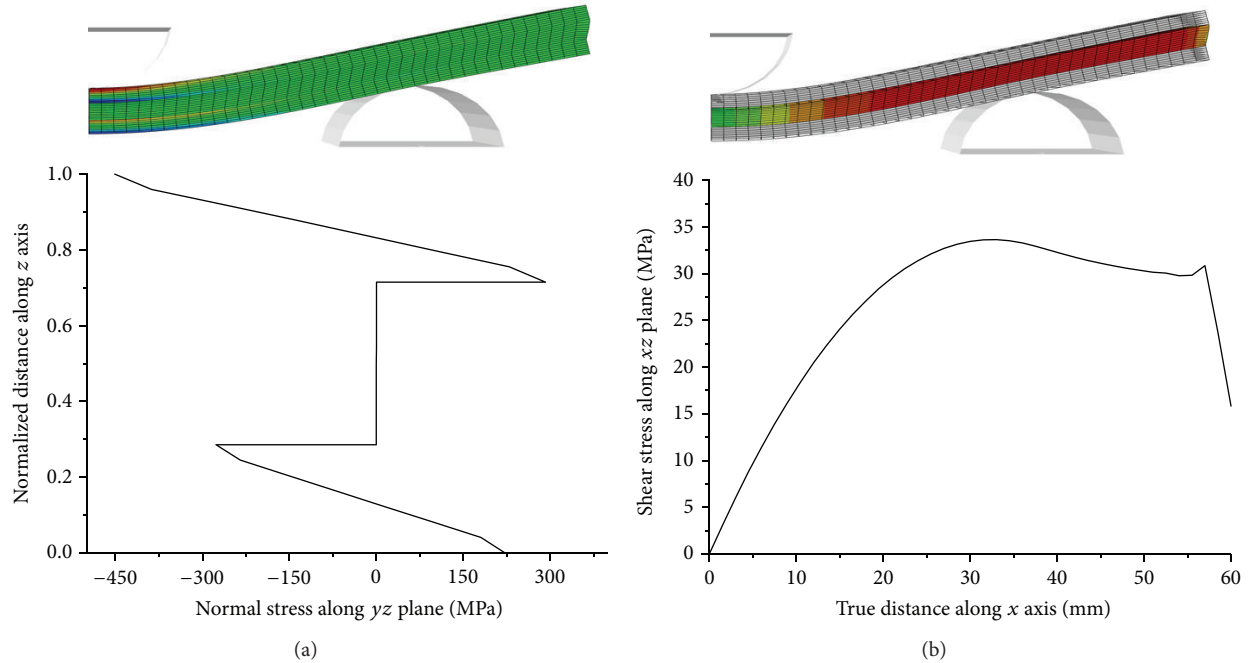 1.0
0.8
0.6
0.4
0.2
0.0
Normalized distance along z axis
−450 −300 −150 0 150 300
Normal stress along yz plane (MPa)
(a)
40
35
30
25
20
15
10
5
0
Shear stress along xz plane (MPa)
0 10 20 30 40 50 60
True distance along x axis (mm)
(b)